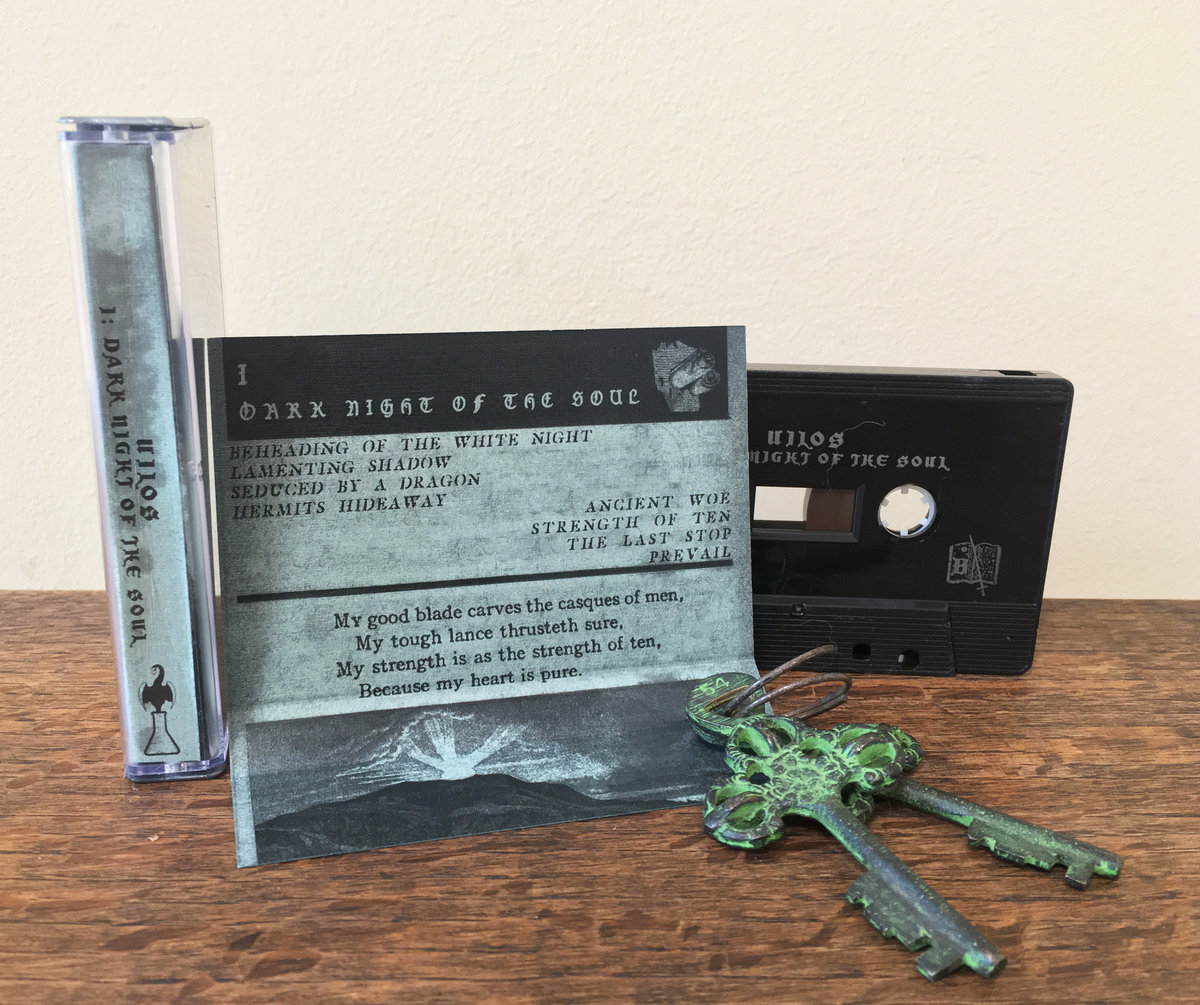 UILOS
I: DARK NIGHT OF THE SOUL
I
DARK NIGHT OF THE SOUL
BEHEADING OF THE WHITE NIGHT
LAMENTING SHADOW
SEDUCED BY A DRAGON
HERMITS HIDEAWAY
ANCIENT WOE
STRENGTH OF TEN
THE LAST STOP
PREVAIL
My good blade carves the casques of men,
My tough lance thrusteth sure,
My strength is as the strength of ten,
Because my heart is pure.
UILOS
NIGHT OF THE SOUL
B
54